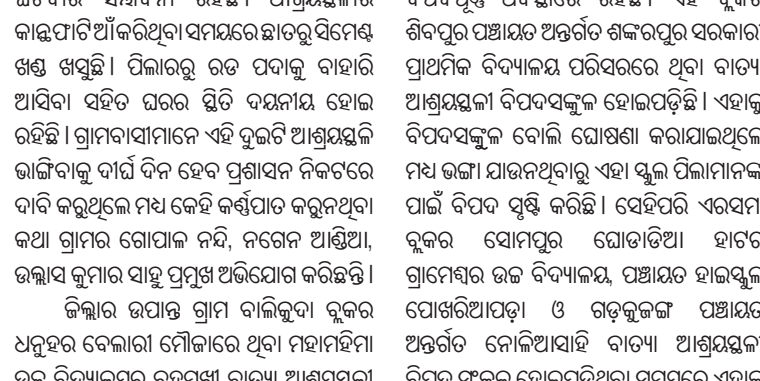 କାନ୍ଥଫାଟି ଆଁ କରିଥିବା ସମୟରେ ଛାତରୁ ସିମେଣ୍ଟ
ଖଣ୍ଡ ଖସୁଛି। ପିଲାରରୁ ରଡ ପଦାକୁ ବାହାରି
ଆସିବା ସହିତ ଘରର ସ୍ଥିତି ଦୟନୀୟ ହୋଇ
ରହିଛି। ଗ୍ରାମବାସୀମାନେ ଏହି ଦୁଇଟି ଆଶ୍ରୟସ୍ଥଳି
ଭାଙ୍ଗିବାକୁ ଦୀର୍ଘ ଦିନ ହେବ ପ୍ରଶାସନ ନିକଟରେ
ଦାବି କରୁଥିଲେ ମଧ୍ୟ କେହି କର୍ଣ୍ଣପାତ କରୁନଥିବା
କଥା ଗ୍ରାମର ଗୋପାଳ ନନ୍ଦି, ନଗେନ ଆଣ୍ଡିଆ,
ଉଲ୍ଲାସ କୁମାର ସାହୁ ପ୍ରମୁଖ ଅଭିଯୋଗ କରିଛନ୍ତି।
ଜିଲ୍ଲାର ଉପାନ୍ତ ଗ୍ରାମ ବାଲିକୁଦା ବ୍ଲକର
ଧନୁହର ବେଲାରୀ ମୌଜାରେ ଥିବା ମହାମହିମା
ଶିବପୁର ପଞ୍ଚାୟତ ଅନ୍ତର୍ଗତ ଶଙ୍କରପୁର ସରକାରୀ
ପ୍ରାଥମିକ ବିଦ୍ୟାଳୟ ପରିସରରେ ଥିବା ବାତ୍ୟା
ଆଶ୍ରୟସ୍ଥଳୀ ବିପଦସଙ୍କୁଳ ହୋଇପଡ଼ିଛି। ଏହାକୁ
ବିପଦସଙ୍କୁଳ ବୋଲି ଘୋଷଣା କରାଯାଇଥିଲେ
ମଧ୍ୟ ଭଙ୍ଗା ଯାଉନଥିବାରୁ ଏହା ସ୍କୁଲ ପିଲାମାନଙ୍କ
ପାଇଁ ବିପଦ ସୃଷ୍ଟି କରିଛି। ସେହିପରି ଏରସମା
ବ୍ଲକର ସୋମପୁର ଘୋଡାଡିଆ ହାଟର
ଗ୍ରାମେଶ୍ୱର ଉଚ୍ଚ ବିଦ୍ୟାଳୟ, ପଞ୍ଚାୟତ ହାଇସ୍କୁଲ
ପୋଖରିଆପଡ଼ା ଓ ଗଡ଼କୁଜଙ୍ଗ ପଞ୍ଚାୟତ
ଅନ୍ତର୍ଗତ ନୋଳିଆସାହି ବାତ୍ୟା ଆଶ୍ରୟସ୍ଥଳୀ